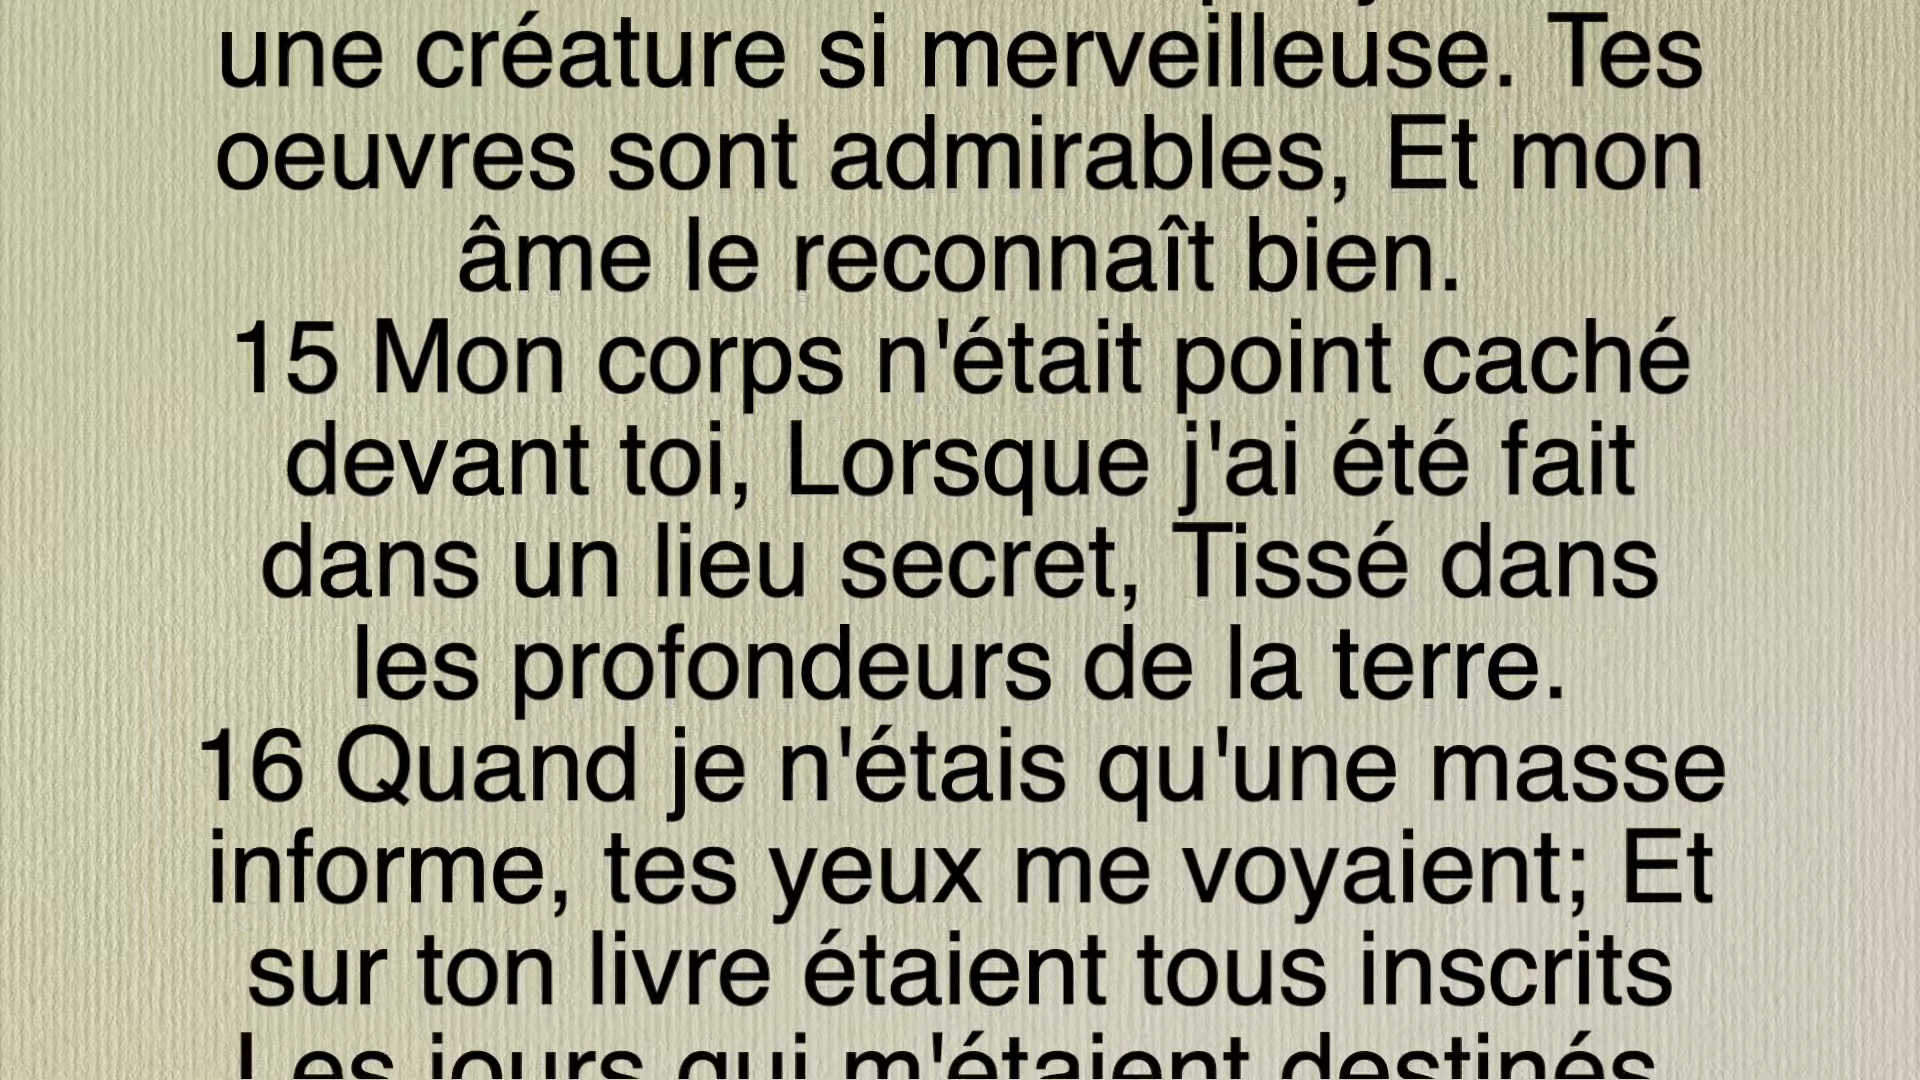 une créature si merveilleuse. Tes
oeuvres sont admirables, Et mon
âme le reconnaît bien.
15 Mon corps n'était point caché
devant toi, Lorsque j'ai été fait
dans un lieu secret, Tissé dans
les profondeurs de la terre.
16 Quand je n'étais qu'une masse
informe, tes yeux me voyaient; Et
sur ton livre étaient tous inscrits
Les jours qui m'étaient destinés,